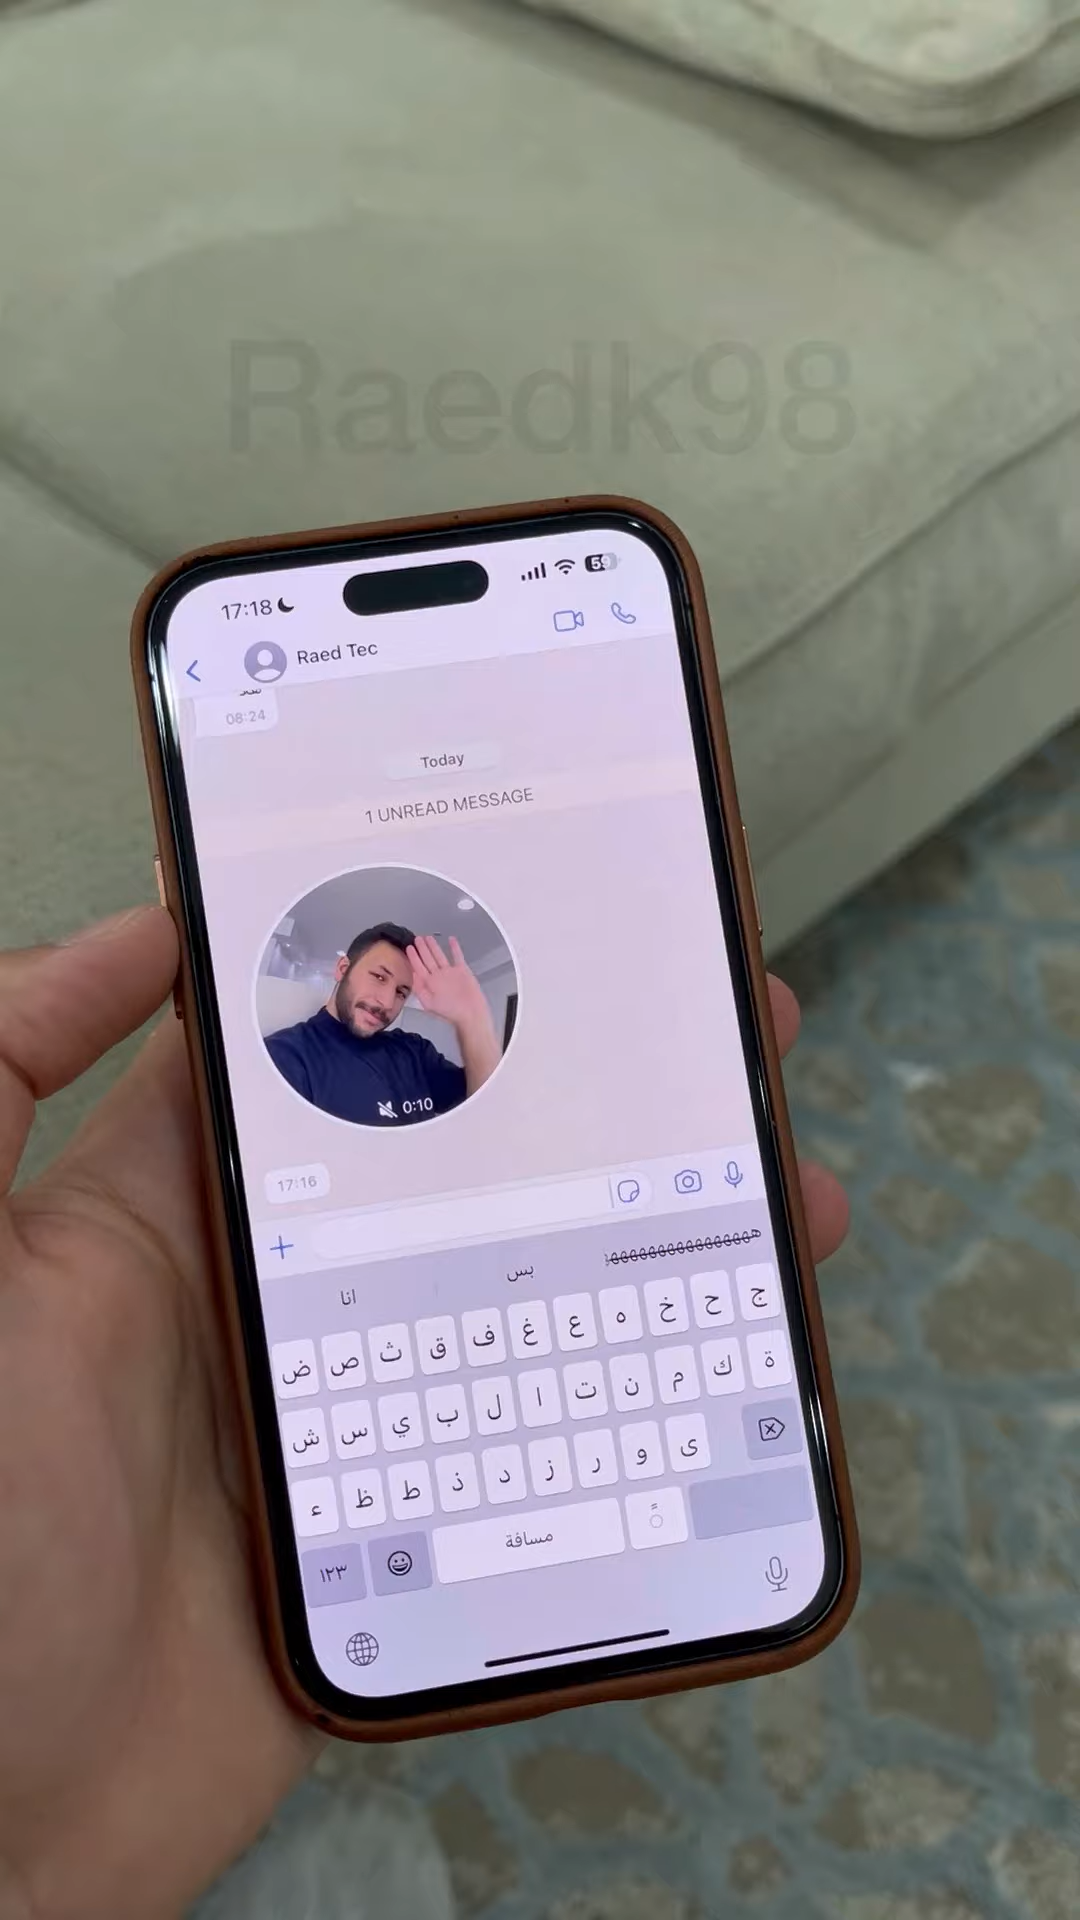 Raedk98
17:18
59
Raed Tec
08:24
Today
1 UNREAD MESSAGE
0:10
17:16
انا
بس
ض ص ث ق ف غ ع ه خ ح ج
ش س ي ب ل ا ت ن م ك ة
ء ظ ط ذ د ز ر و ى
١٢٣
مسافة